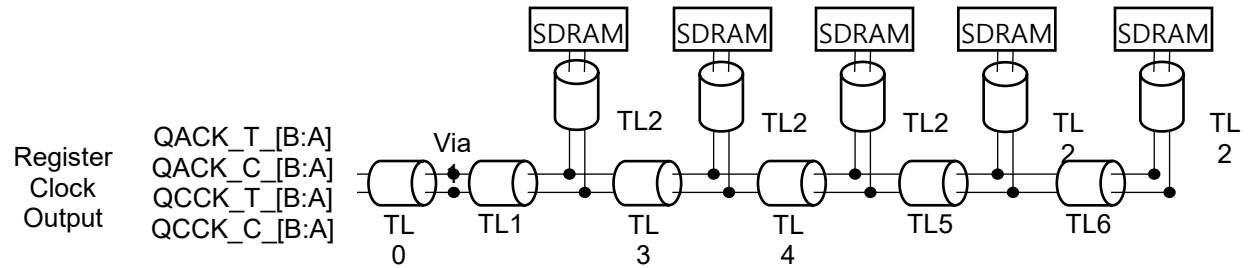 SDRAM
SDRAM
SDRAM
SDRAM
SDRAM
TL2
TL2
TL2
TL
2
TL
2
Register
Clock
Output
QACK_T_[B:A]
QACK_C_[B:A]
QCCK_T_[B:A]
QCCK_C_[B:A]
Via
TL
0
TL1
TL
3
TL
4
TL5
TL6